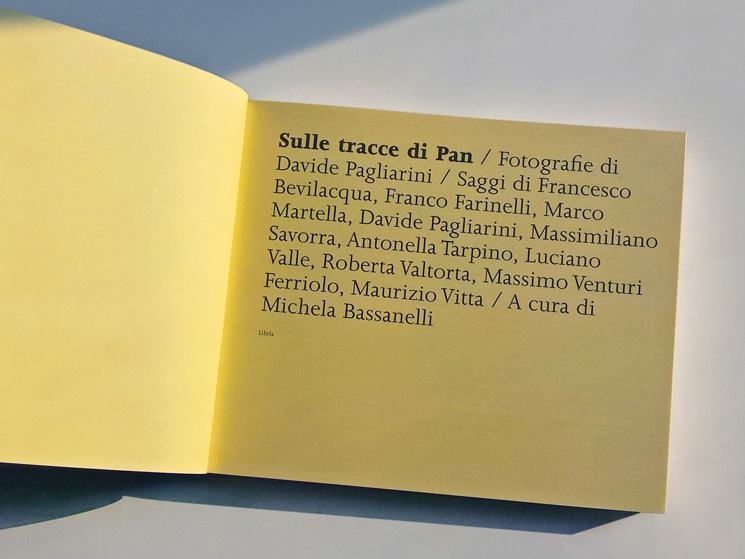 Sulle tracce di Pan / Fotografie di
Davide Pagliarini / Saggi di Francesco
Bevilacqua, Franco Farinelli, Marco
Martella, Davide Pagliarini, Massimiliano
Savorra, Antonella Tarpino, Luciano
Valle, Roberta Valtorta, Massimo Venturi
Ferriolo, Maurizio Vitta / A cura di
Michela Bassanelli
Libria